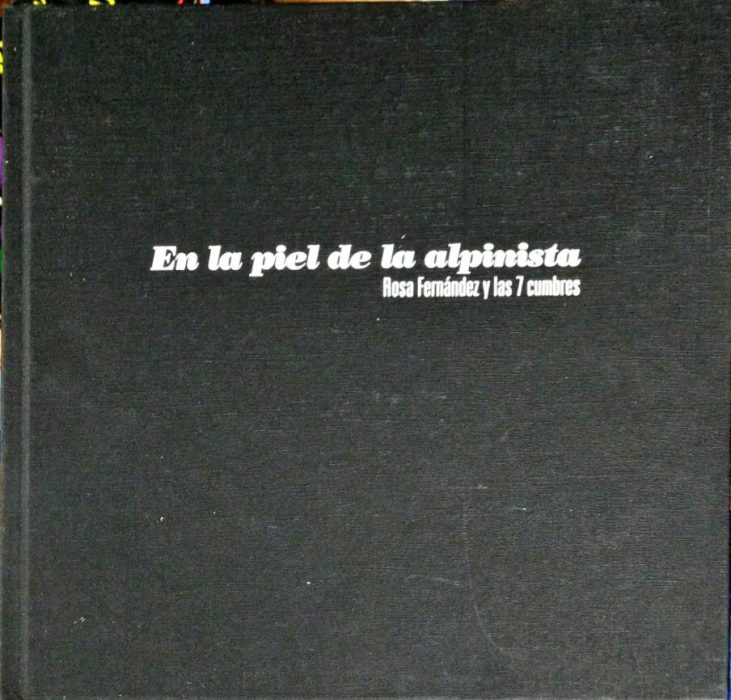 En la piel de la alpinista
Rosa Fernández y las 7 cumbres